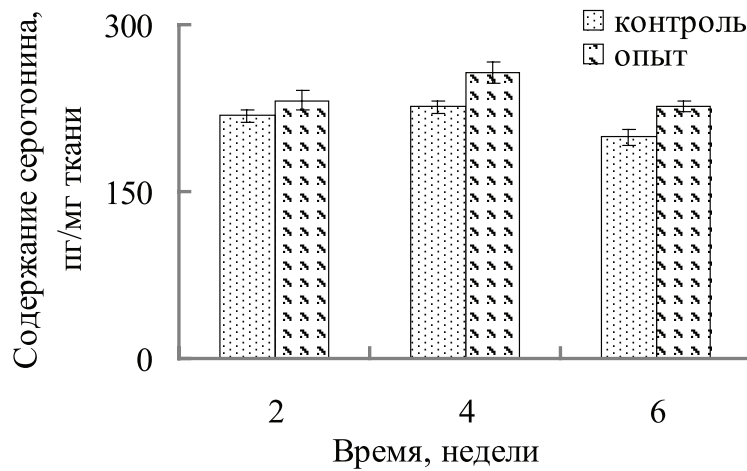 Содержание серотонина,
пг/мг ткани
300
150
0
контроль
опыт
2 4 6
Время, недели